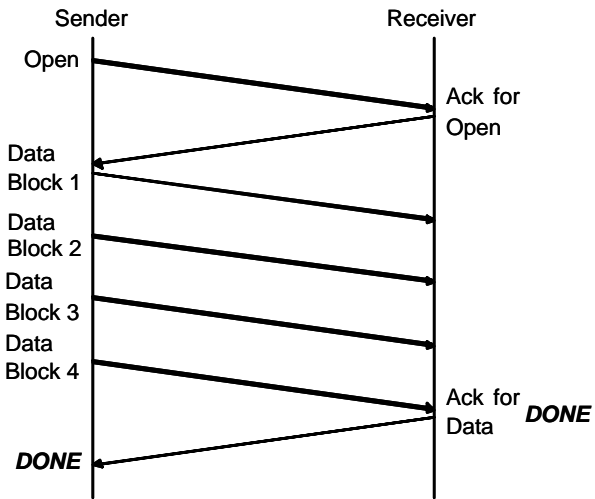 Sender
Receiver
Open
Ack for
Open
Data
Block 1
Data
Block 2
Data
Block 3
Data
Block 4
Ack for
Data
DONE
DONE